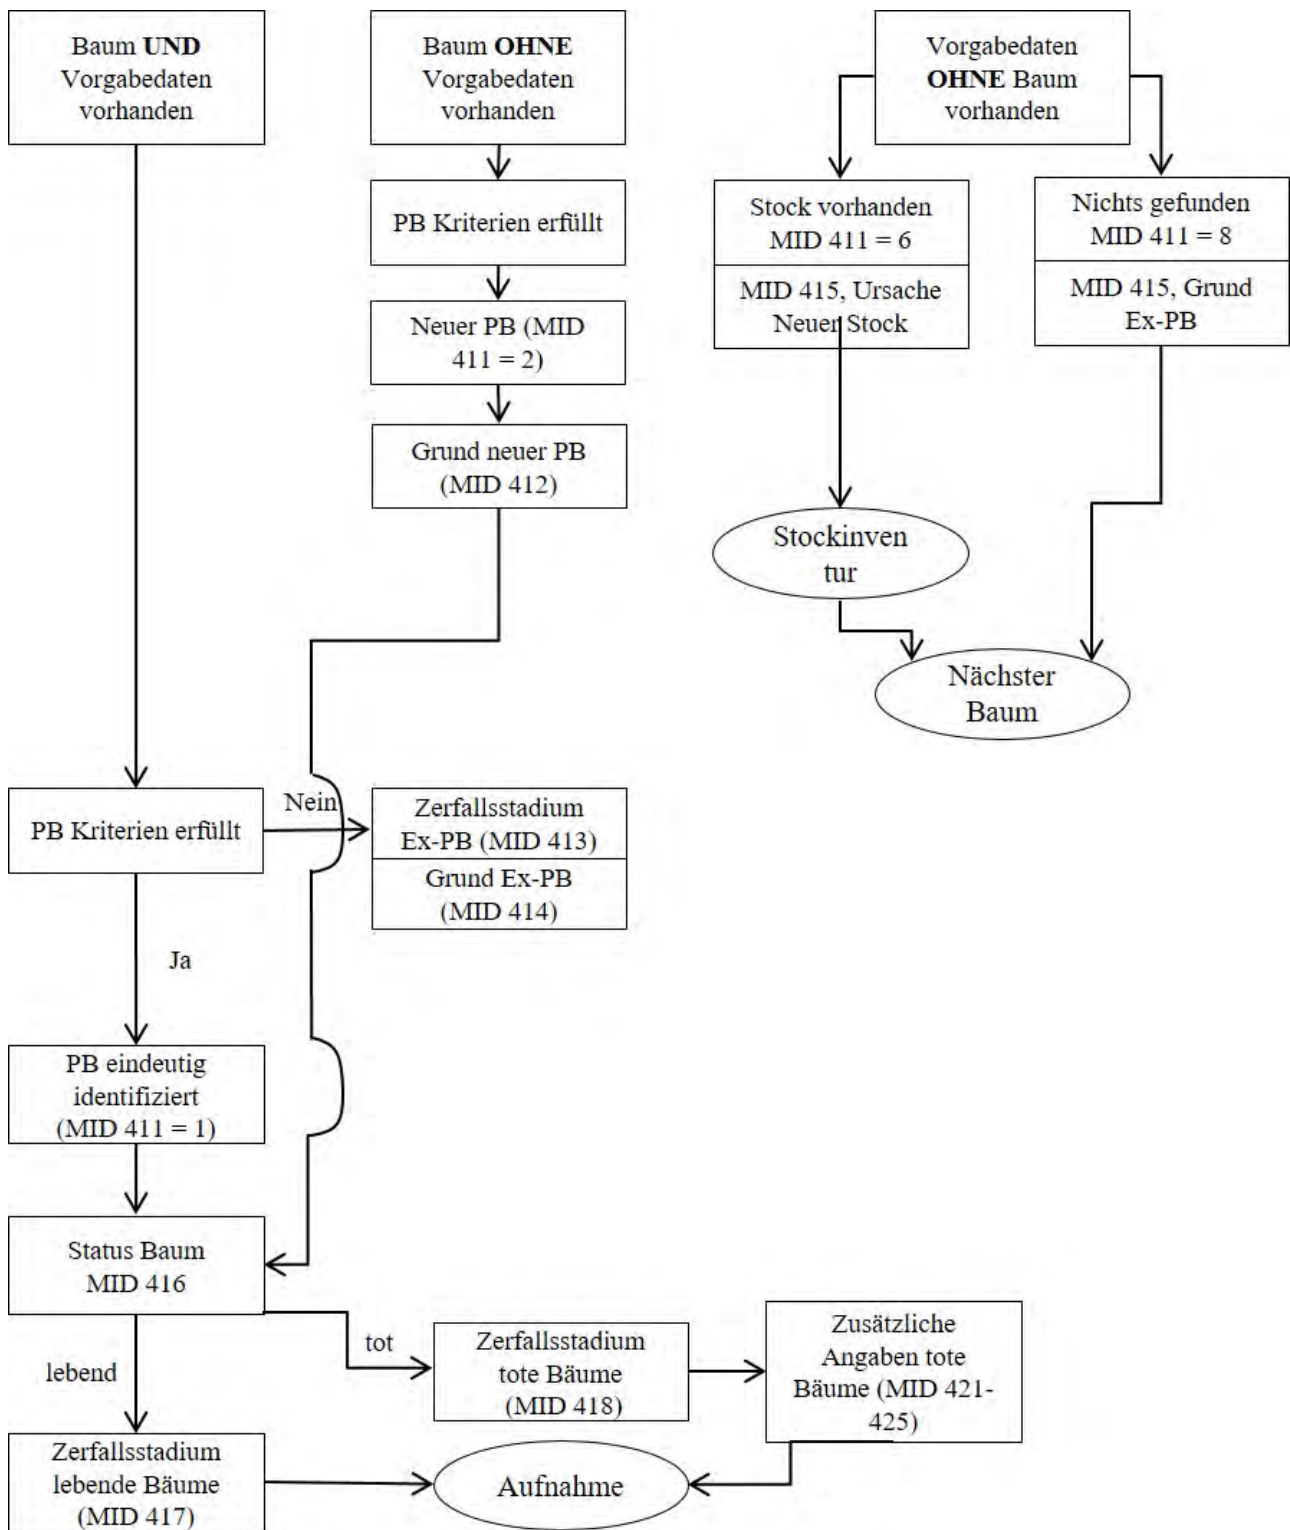 Baum UND
Vorgabedaten
vorhanden
Baum OHNE
Vorgabedaten
vorhanden
Vorgabedaten
OHNE Baum
vorhanden
PB Kriterien erfüllt
Stock vorhanden
MID 411 = 6
MID 415, Ursache
Neuer Stock
Nichts gefunden
MID 411 = 8
MID 415, Grund
Ex-PB
Neuer PB (MID
411 = 2)
Grund neuer PB
(MID 412)
Stockinven
tur
Nächster
Baum
PB Kriterien erfüllt
Nein
Zerfallsstadium
Ex-PB (MID 413)
Grund Ex-PB
(MID 414)
Ja
PB eindeutig
identifiziert
(MID 411 = 1)
Status Baum
MID 416
lebend
tot
Zerfallsstadium
tote Bäume
(MID 418)
Zusätzliche
Angaben tote
Bäume (MID 421-
425)
Zerfallsstadium
lebende Bäume
(MID 417)
Aufnahme